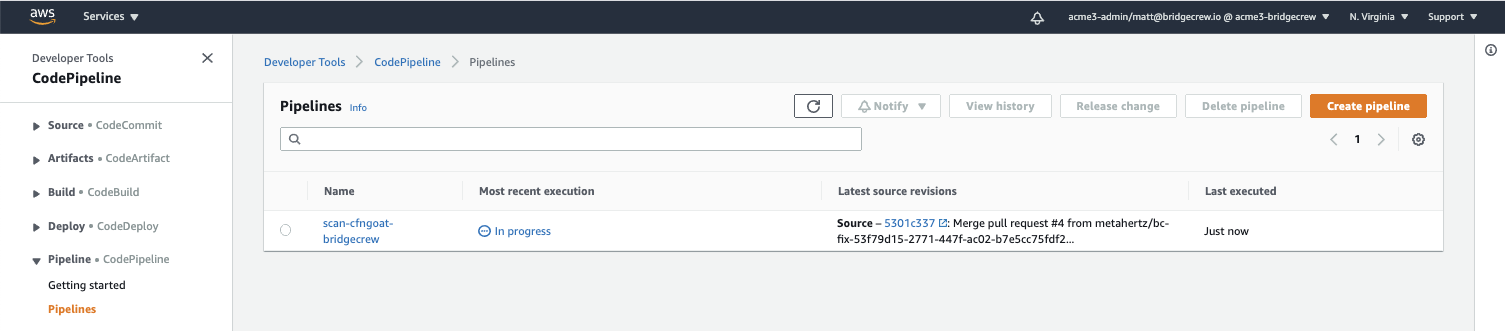 aws
Services
acme3-admin/matt@bridgecrew.io @ acme3-bridgecrew
N. Virginia
Support
Developer Tools
CodePipeline
Source • CodeCommit
Artifacts • CodeArtifact
Build • CodeBuild
Deploy • CodeDeploy
Pipeline • CodePipeline
Getting started
Pipelines
Developer Tools
CodePipeline
Pipelines
Pipelines Info
Notify
View history
Release change
Delete pipeline
Create pipeline
1
Name
Most recent execution
Latest source revisions
Last executed
scan-cfngoat-
bridgecrew
In progress
Source – 5301c337: Merge pull request #4 from metahertz/bc-
fix-53f79d15-2771-447f-ac02-b7e5cc75fdf2...
Just now